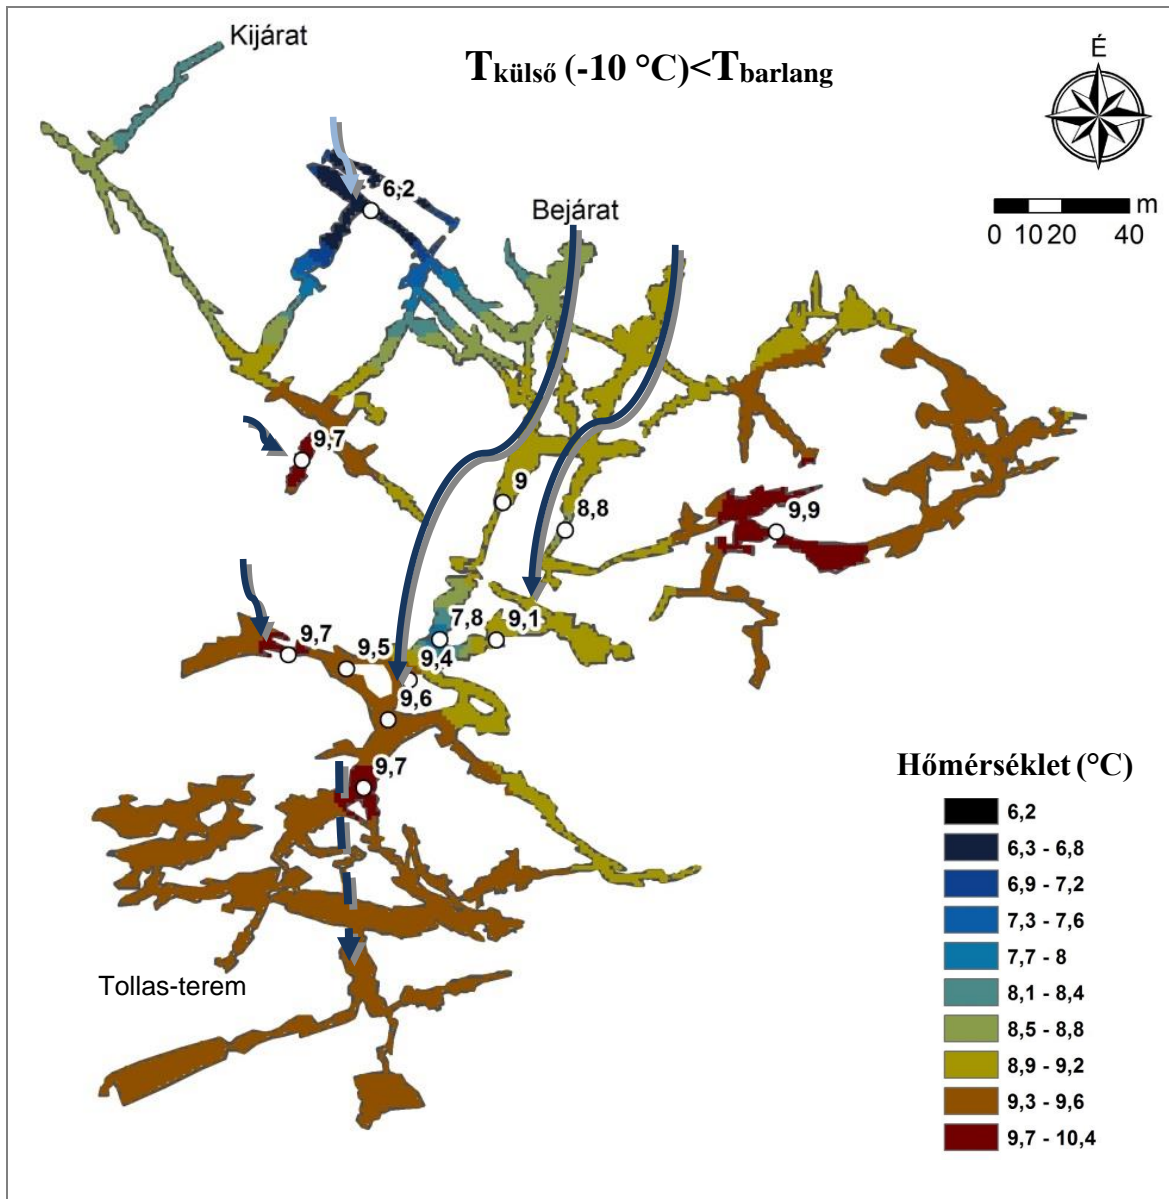 Kijárat
Tkülső (-10 °C)<Tbarlang
É
m
0 10 20 40
6,2
Bejárat
9,7
9
8,8
9,9
7,8
9,1
9,7
9,5
9,4
9,6
9,7
Tollas-terem
Hőmérséklet (°C)
6,2
6,3 - 6,8
6,9 - 7,2
7,3 - 7,6
7,7 - 8
8,1 - 8,4
8,5 - 8,8
8,9 - 9,2
9,3 - 9,6
9,7 - 10,4